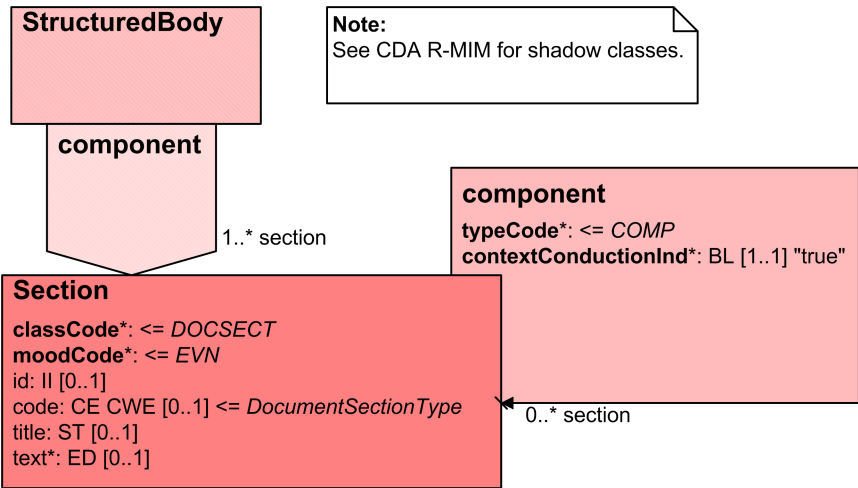 StructuredBody
Note:
See CDA R-MIM for shadow classes.
component
1..* section
component
typeCode*: <= COMP
contextConductionInd*: BL [1..1] "true"
Section
classCode*: <= DOCSECT
moodCode*: <= EVN
id: II [0..1]
code: CE CWE [0..1] <= DocumentSectionType
title: ST [0..1]
text*: ED [0..1]
0..* section